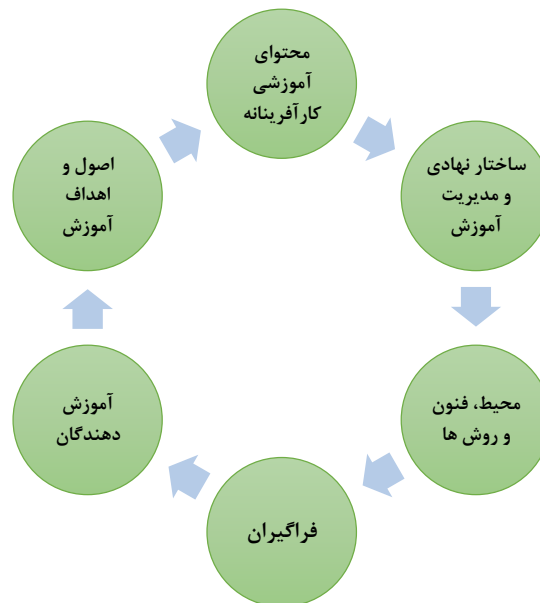 محتوای
آموزشی
کارآفرینانه
ساختار نهادی
و مدیریت
آموزش
محیط، فنون
و روش ها
فراگیران
آموزش
دهندگان
اصول و
اهداف
آموزش